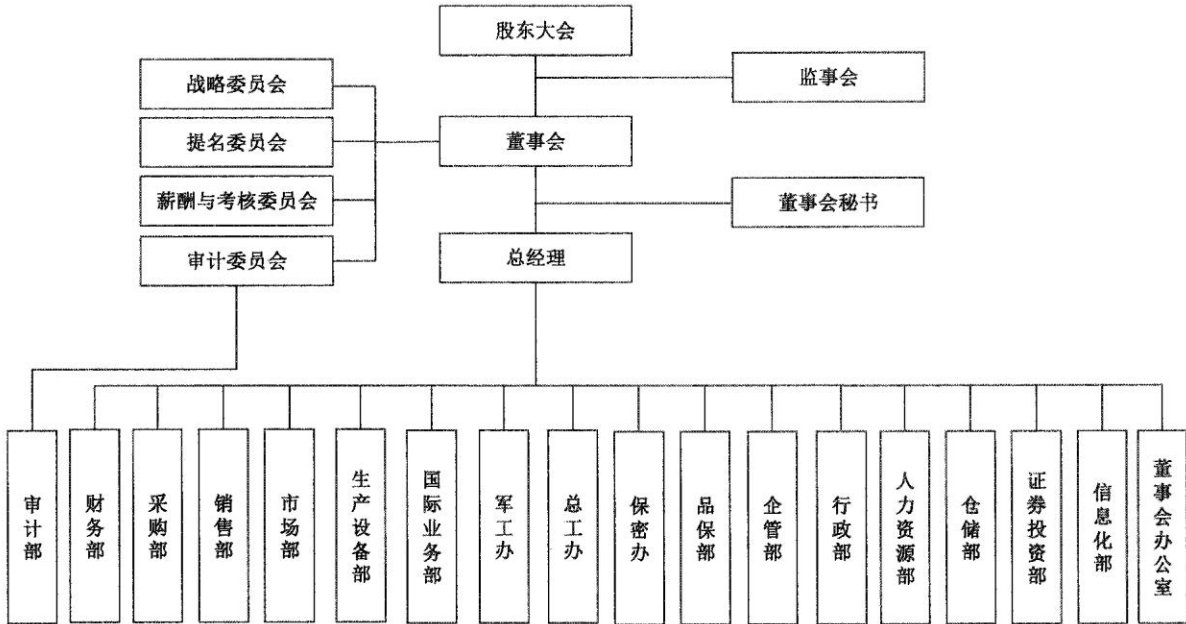 股东大会
战略委员会
监事会
提名委员会
董事会
薪酬与考核委员会
董事会秘书
审计委员会
总经理
审计部
财务部
采购部
销售部
市场部
生产设备部
国际业务部
军工办
总工办
保密办
品保部
企管部
行政部
人力资源部
仓储部
证券投资部
信息化部
董事会办公室